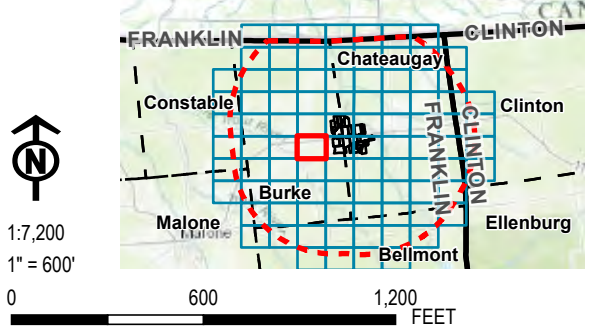 CAN
FRANKLIN
CLINTON
Chateaugay
Constable
Clinton
FRANKLIN
CLINTON
N
Burke
1:7,200
Malone
Malone
Ellenburg
1" = 600'
Bellmont
0
600
1,200
FEET